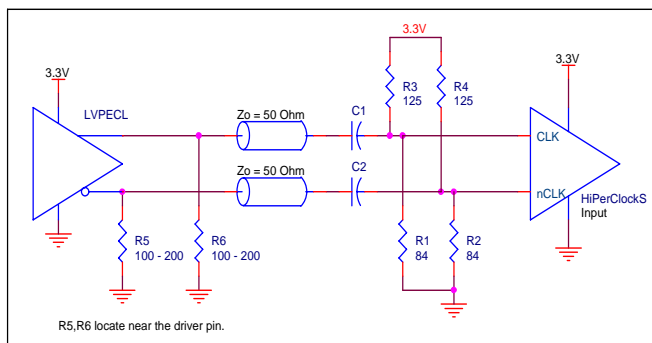 3.3V
3.3V
3.3V
LVPECL
R3
125
R4
125
Zo = 50 Ohm
C1
CLK
Zo = 50 Ohm
C2
nCLK
HiPerClockS
Input
R5
100 - 200
R6
100 - 200
R1
84
R2
84
R5,R6 locate near the driver pin.